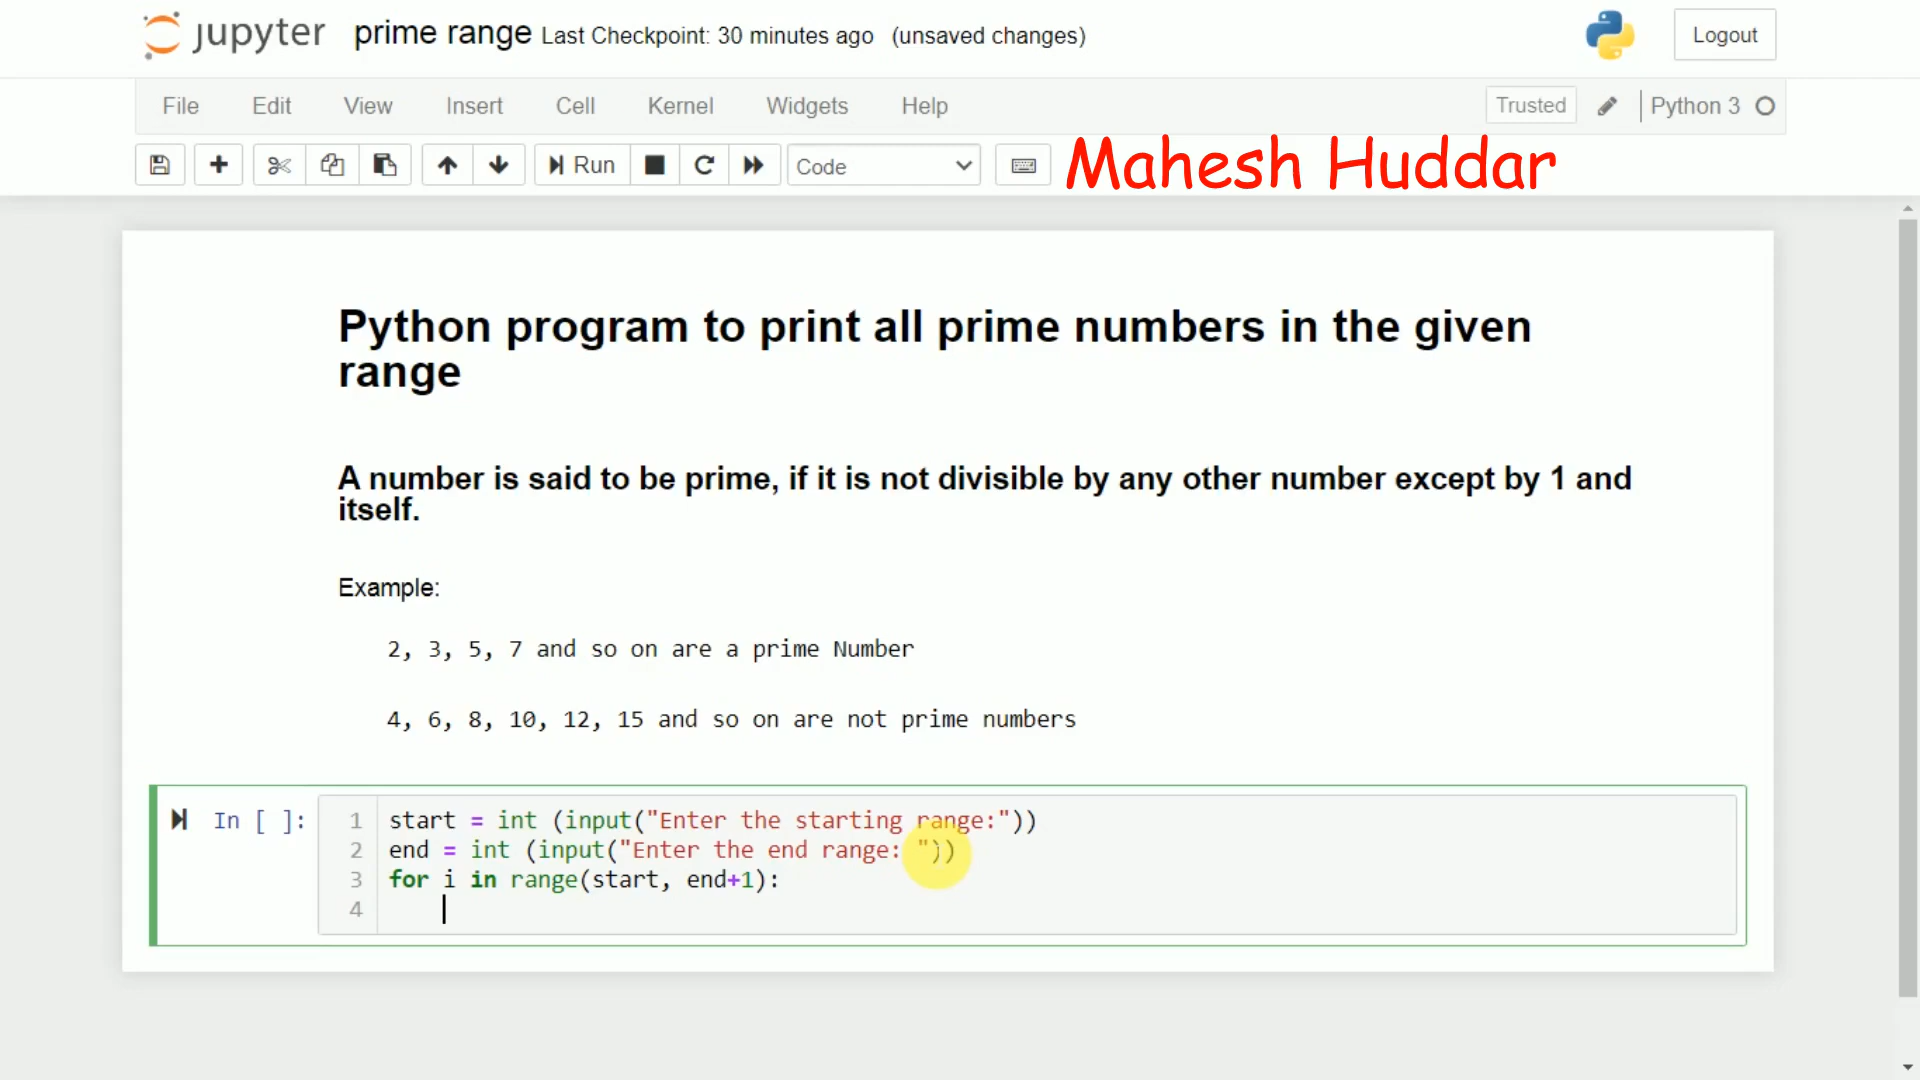 jupyter prime range Last Checkpoint: 30 minutes ago (unsaved changes) Logout
File Edit View Insert Cell Kernel Widgets Help Trusted Python 3
Run Code Mahesh Huddar
Python program to print all prime numbers in the given
range
A number is said to be prime, if it is not divisible by any other number except by 1 and
itself.
Example:
2, 3, 5, 7 and so on are a prime Number
4, 6, 8, 10, 12, 15 and so on are not prime numbers
In [ ]: 1 start = int (input("Enter the starting range:"))
2 end = int (input("Enter the end range: "))
3 for i in range(start, end+1):
4